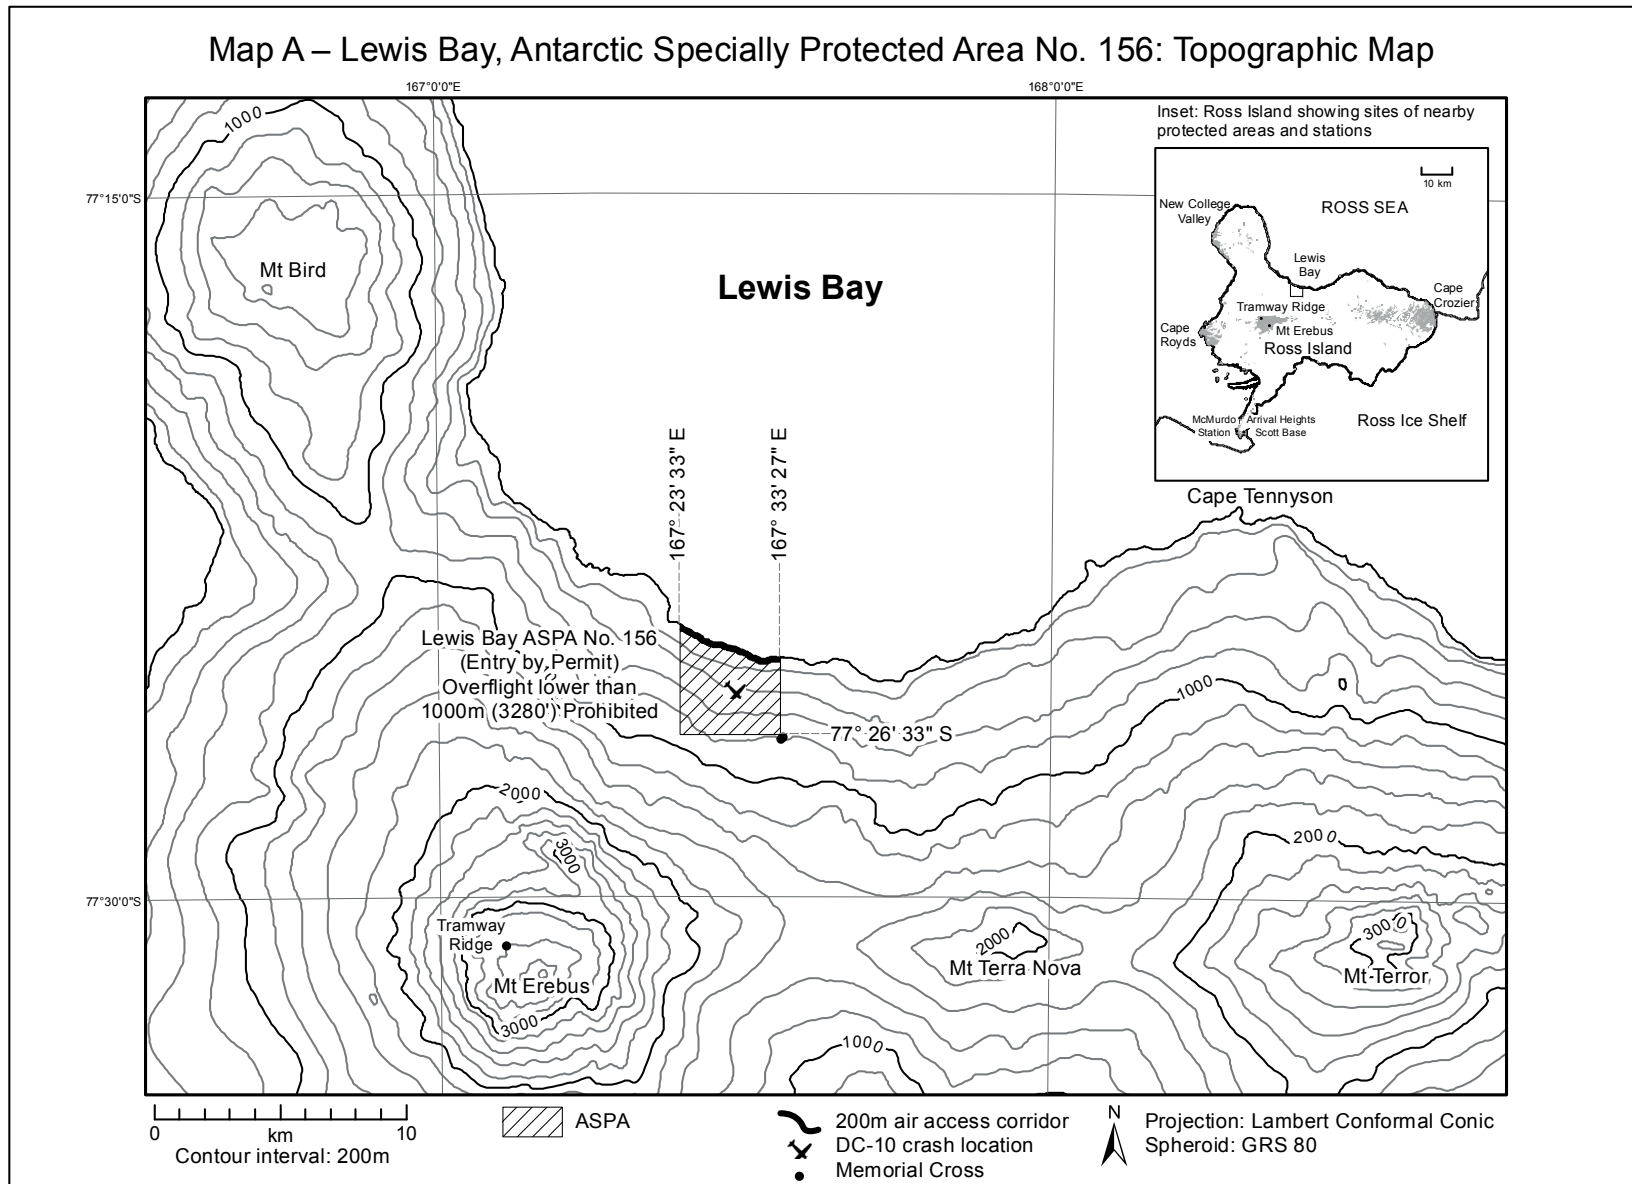 Map A – Lewis Bay, Antarctic Specially Protected Area No. 156: Topographic Map
167°0'0"E
168°0'0"E
1000
Inset: Ross Island showing sites of nearby
protected areas and stations
10 km
77°15'0"S
New College
Valley
ROSS SEA
Mt Bird
Lewis Bay
Lewis
Bay
Cape
Crozier
Tramway Ridge
Mt Erebus
Cape
Royds
Ross Island
McMurdo
Station
Arrival Heights
Scott Base
Ross Ice Shelf
167° 23' 33" E
167° 33' 27" E
Cape Tennyson
Lewis Bay ASPA No. 156
(Entry by Permit)
Overflight lower than
1000m (3280') Prohibited
1000
77° 26' 33" S
2000
3000
2000
77°30'0"S
Tramway
Ridge
2000
3000
Mt Terra Nova
Mt Terror
Mt Erebus
3000
1000
0 km 10
Contour interval: 200m
ASPA
200m air access corridor
DC-10 crash location
Memorial Cross
N
Projection: Lambert Conformal Conic
Spheroid: GRS 80